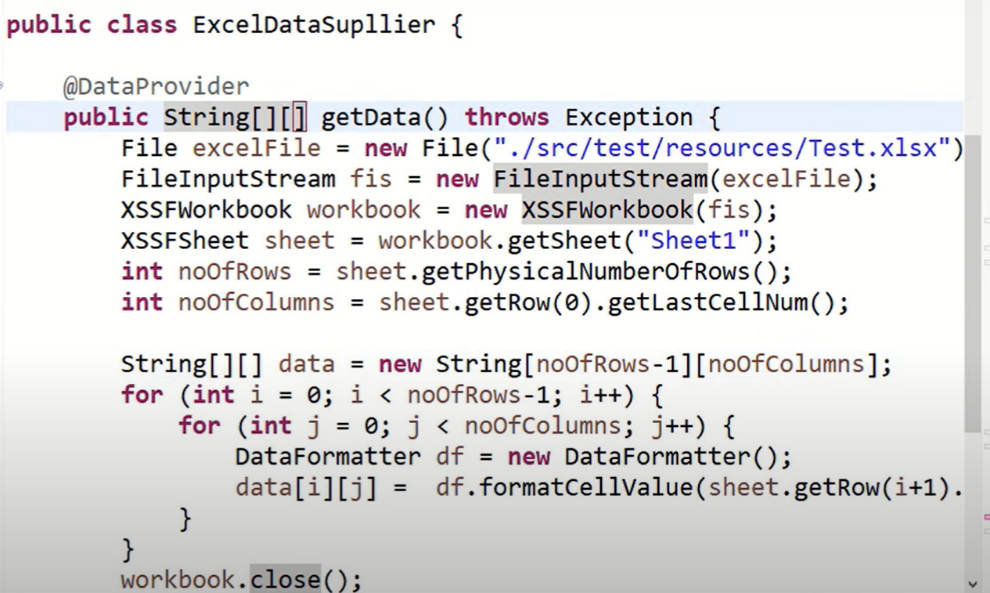 public class ExcelDataSupllier {
@DataProvider
public String[][] getData() throws Exception {
File excelFile = new File("./src/test/resources/Test.xlsx")
FileInputStream fis = new FileInputStream(excelFile);
XSSFWorkbook workbook = new XSSFWorkbook(fis);
XSSFSheet sheet = workbook.getSheet("Sheet1");
int noOfRows = sheet.getPhysicalNumberOfRows();
int noOfColumns = sheet.getRow(0).getLastCellNum();
String[][] data = new String[noOfRows-1][noOfColumns];
for (int i = 0; i < noOfRows-1; i++) {
for (int j = 0; j < noOfColumns; j++) {
DataFormatter df = new DataFormatter();
data[i][j] =  df.formatCellValue(sheet.getRow(i+1).
}
}
workbook.close();